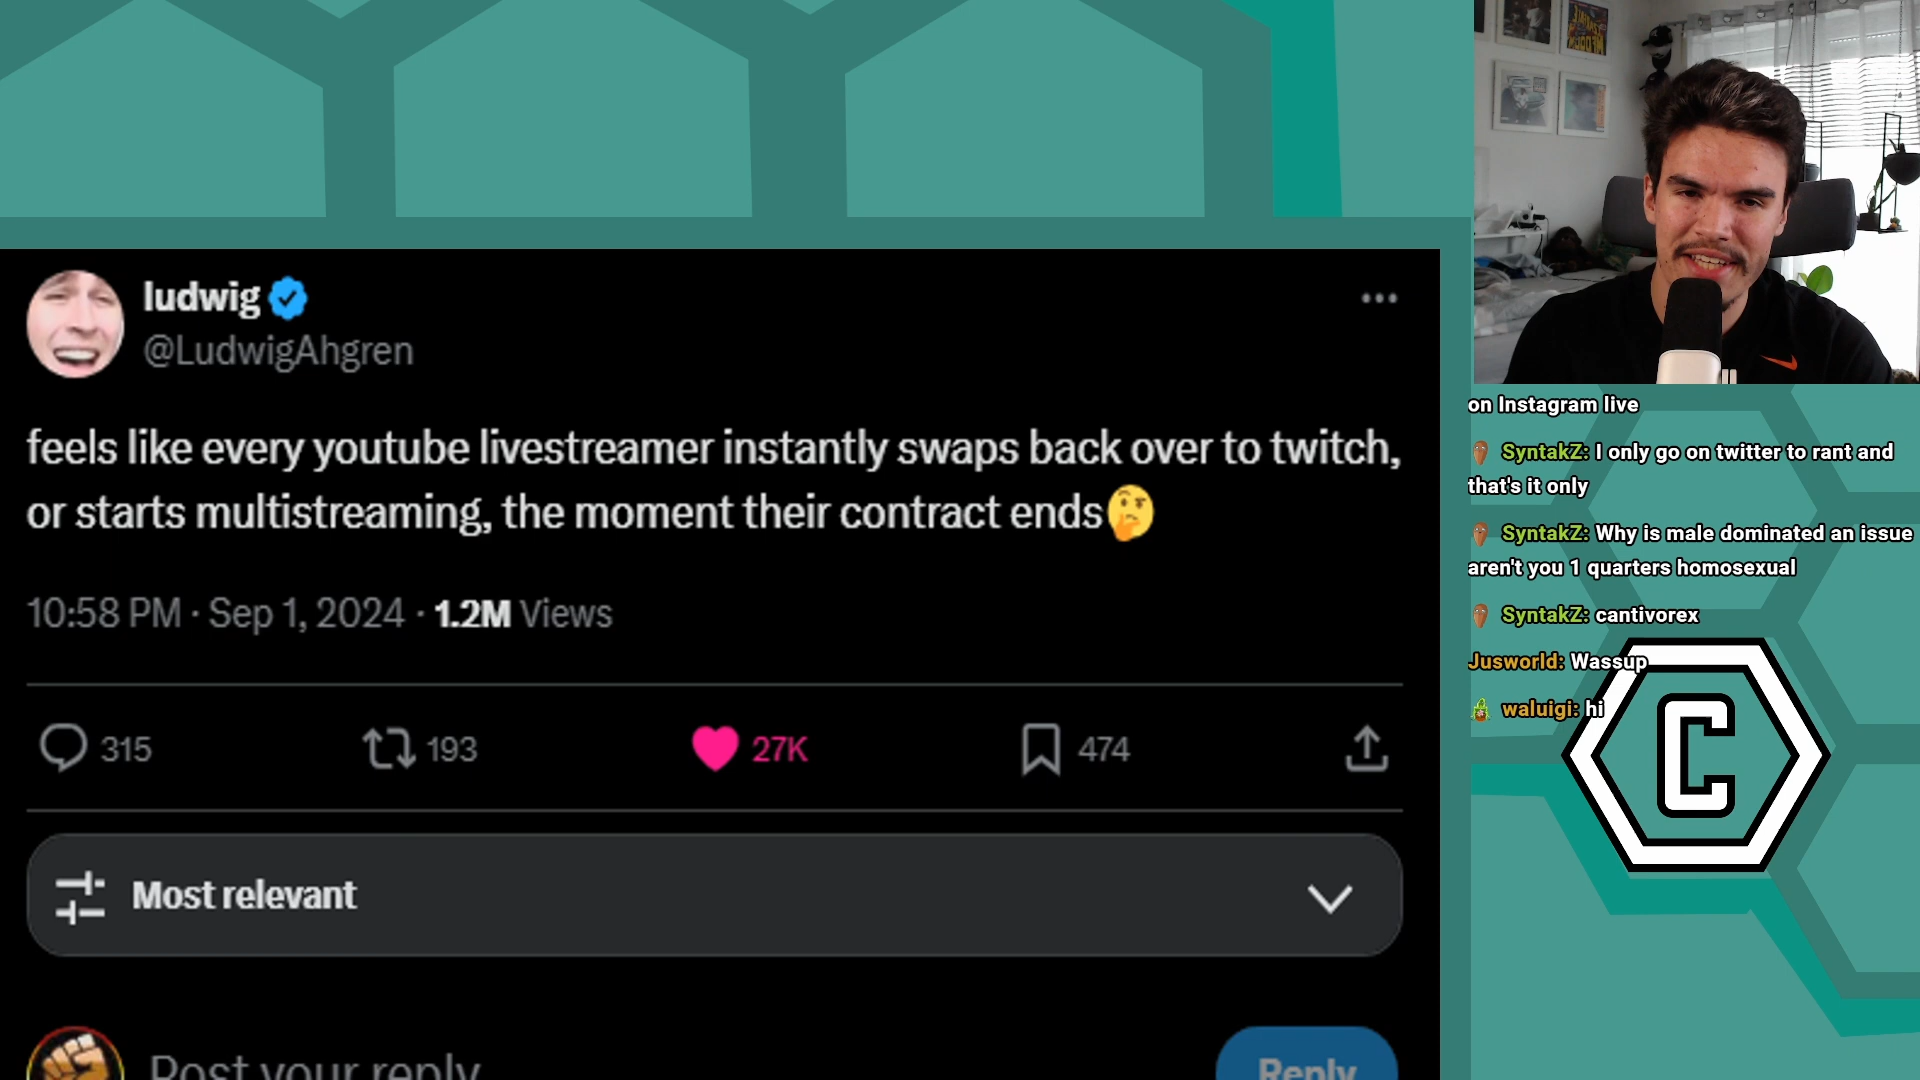 ludwig
@LudwigAhgren
feels like every youtube livestreamer instantly swaps back over to twitch,
or starts multistreaming, the moment their contract ends🤔
10:58 PM · Sep 1, 2024 · 1.2M Views
315 193 27K 474
Most relevant
Post your reply
Reply
on Instagram live
SyntakZ: I only go on twitter to rant and
that's it only
SyntakZ: Why is male dominated an issue
aren't you 1 quarters homosexual
SyntakZ: cantivorex
Jusworld: Wassup
waluigi: hi
C